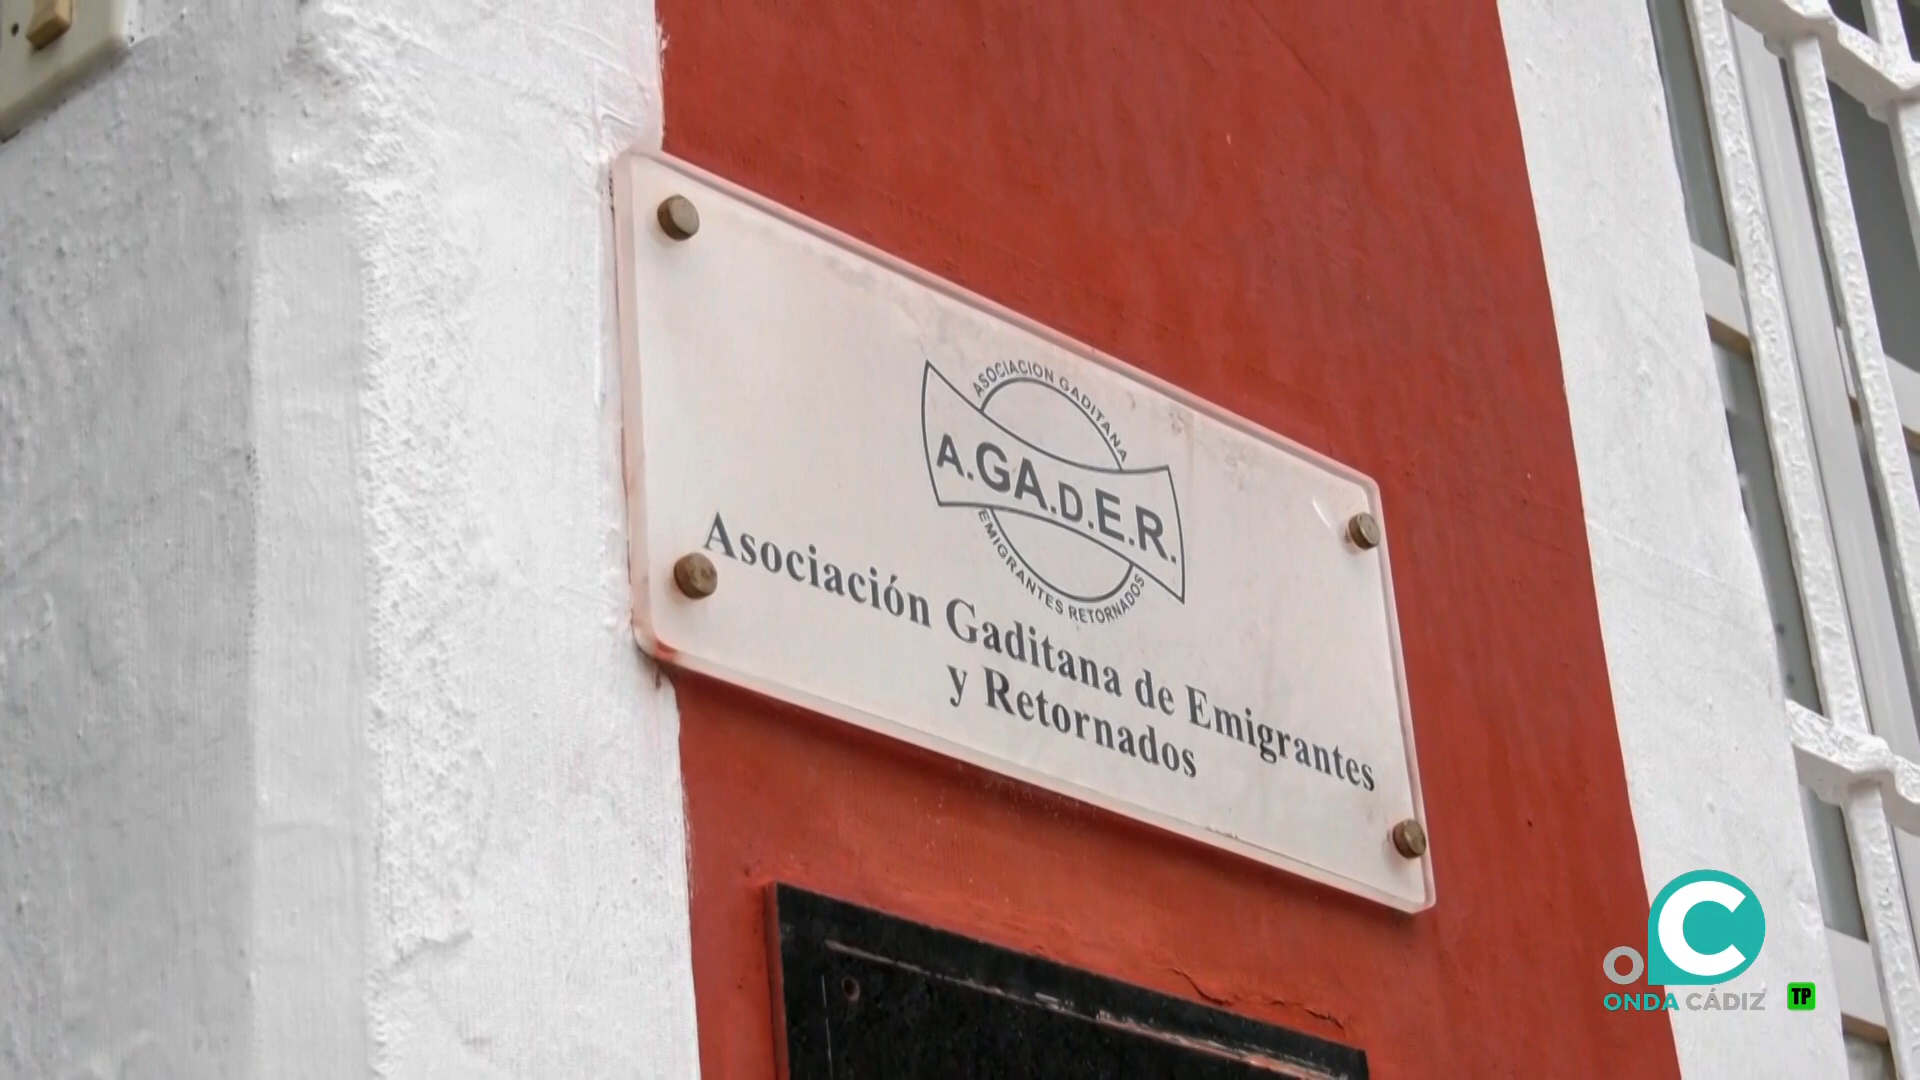 ASOCIACION GADITANA
A.GA.D.E.R.
EMIGRANTES RETORNADOS
Asociación Gaditana de Emigrantes
y Retornados
C
O
ONDA CÁDIZ
TP